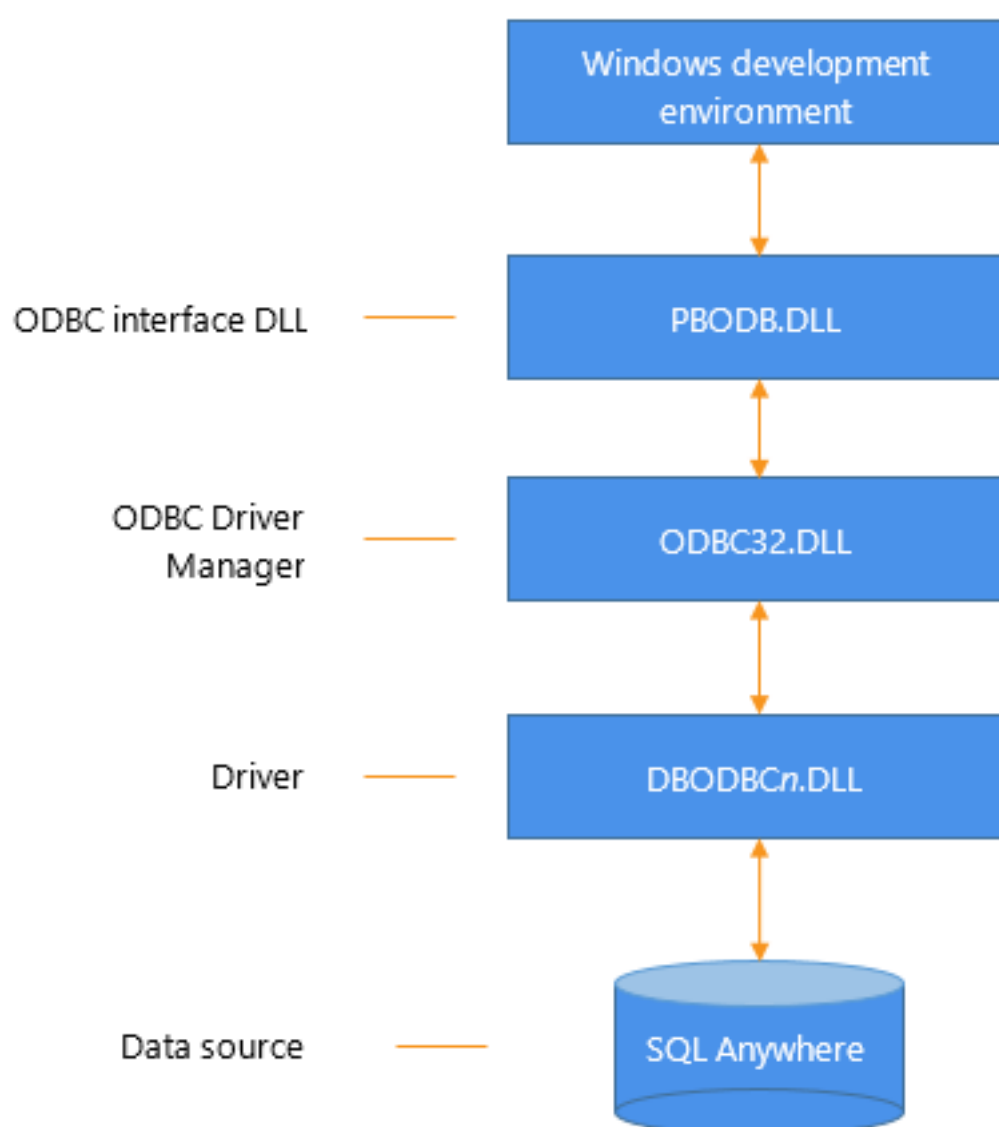 Windows development
environment
ODBC interface DLL
PBODB.DLL
ODBC Driver
Manager
ODBC32.DLL
Driver
DBODBCn.DLL
Data source
SQL Anywhere